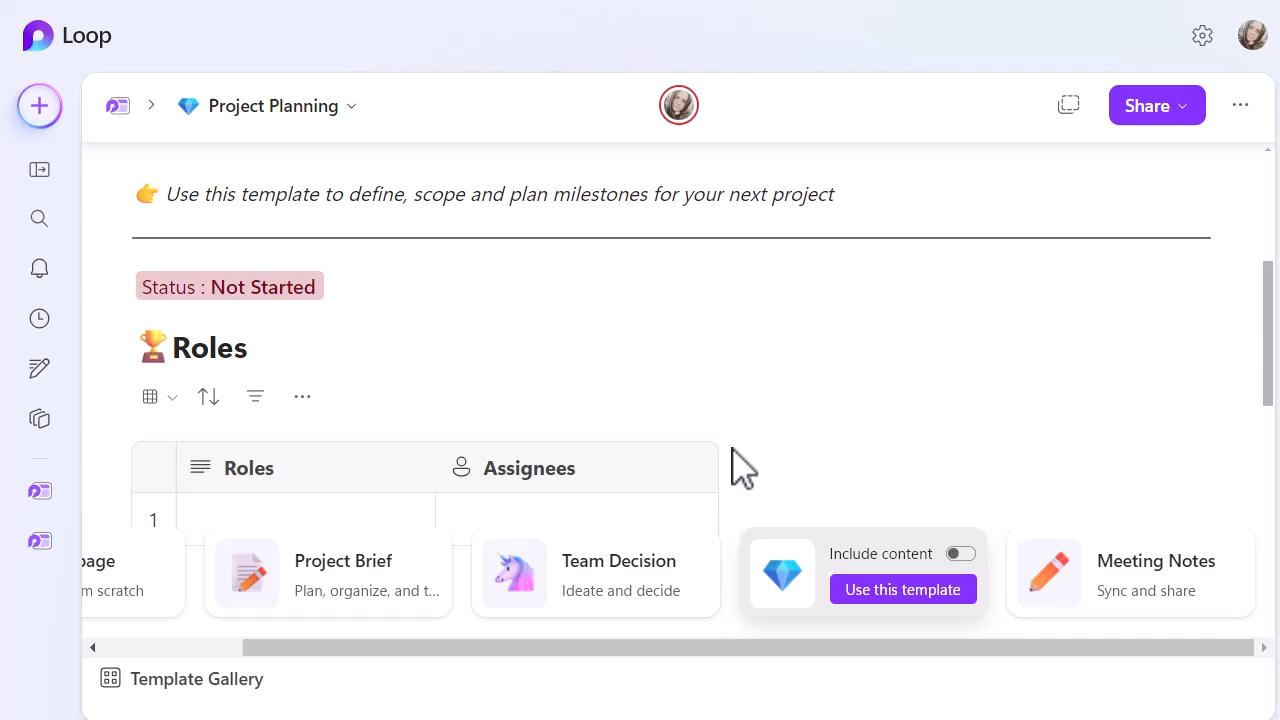 Loop
Project Planning
Share
Use this template to define, scope and plan milestones for your next project
Status : Not Started
Roles
Roles
Assignees
1
page
m scratch
Project Brief
Plan, organize, and t...
Team Decision
Ideate and decide
Include content
Use this template
Meeting Notes
Sync and share
Template Gallery